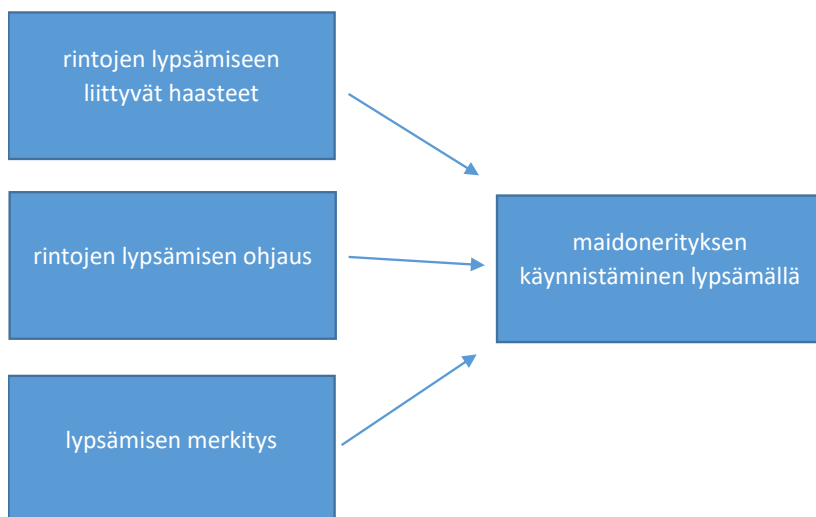 rintojen lypsämiseen
liittyvät haasteet
rintojen lypsämisen ohjaus
maidonerityksen
käynnistäminen lypsämällä
lypsämisen merkitys